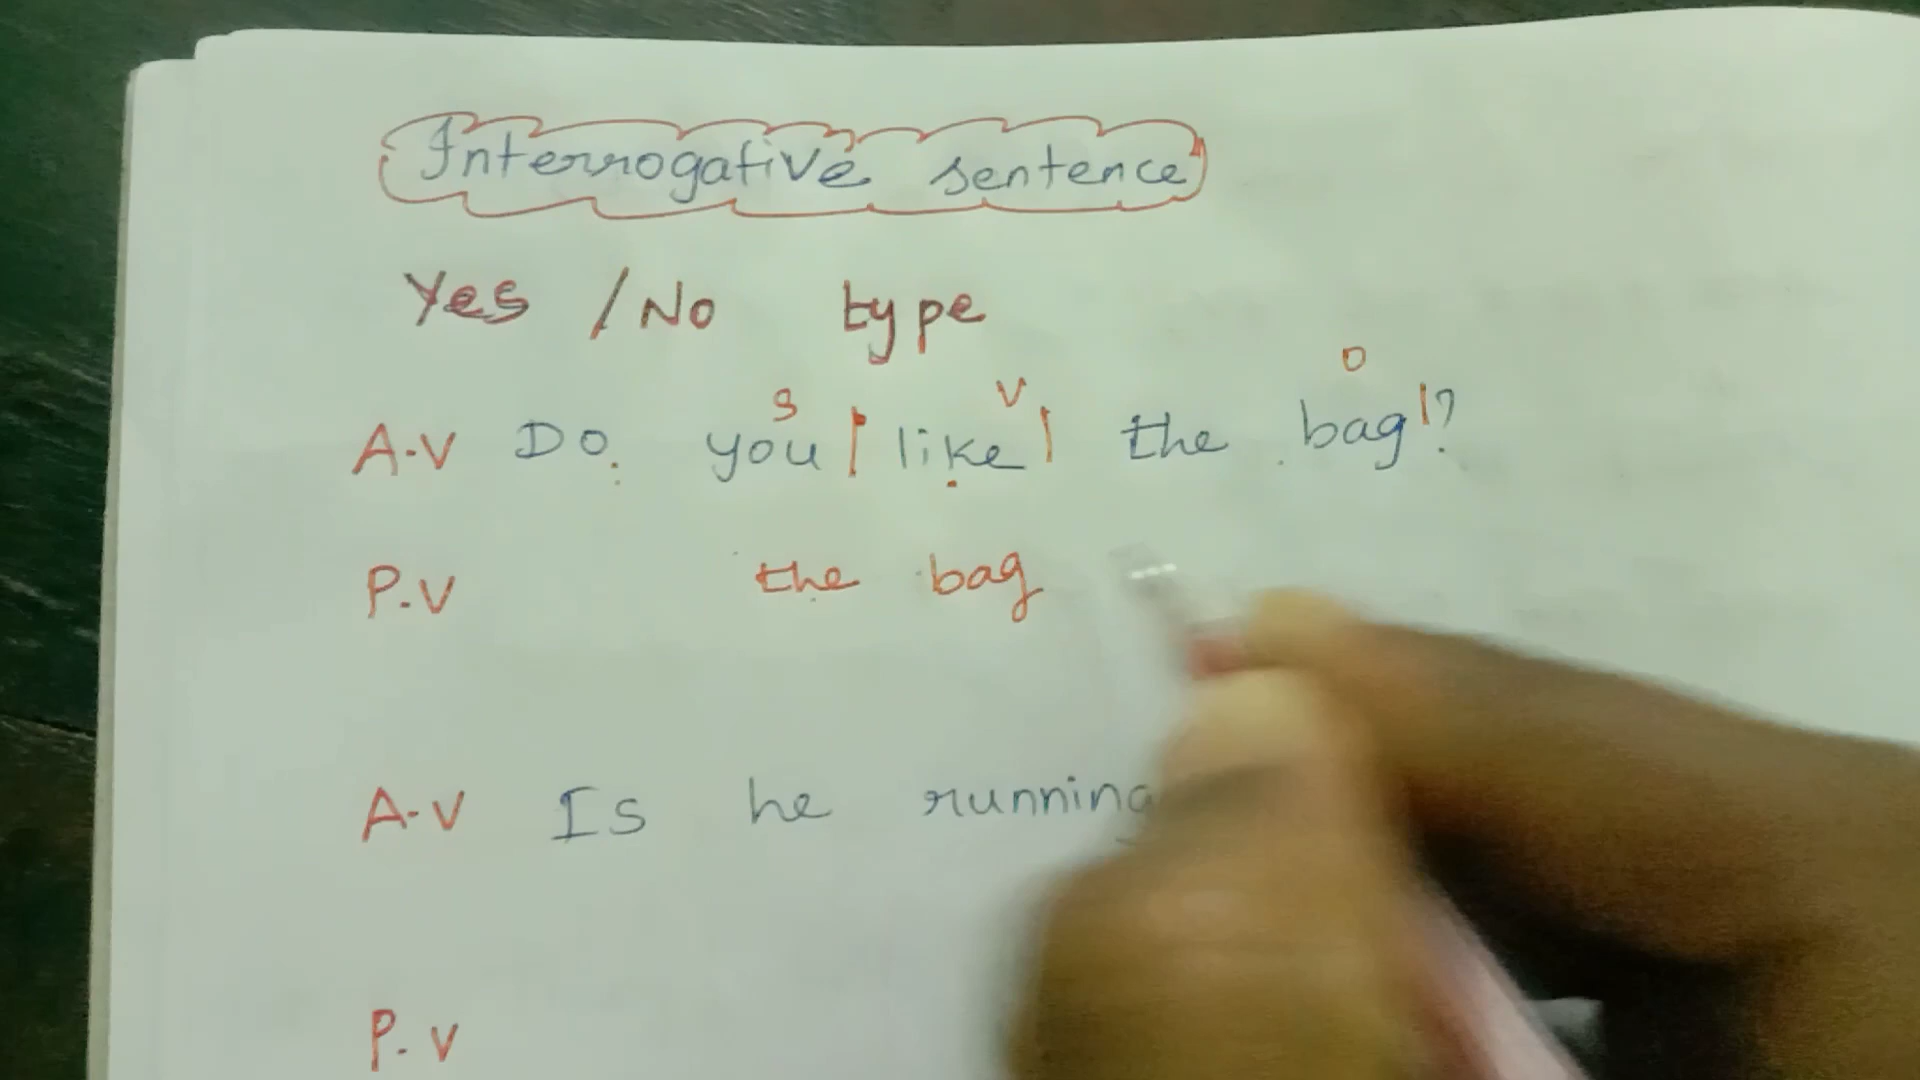 Interrogative sentence
Yes / No type
S V O
A.V Do you | like | the bag |?
P.V the bag
A.V Is he running
P.V